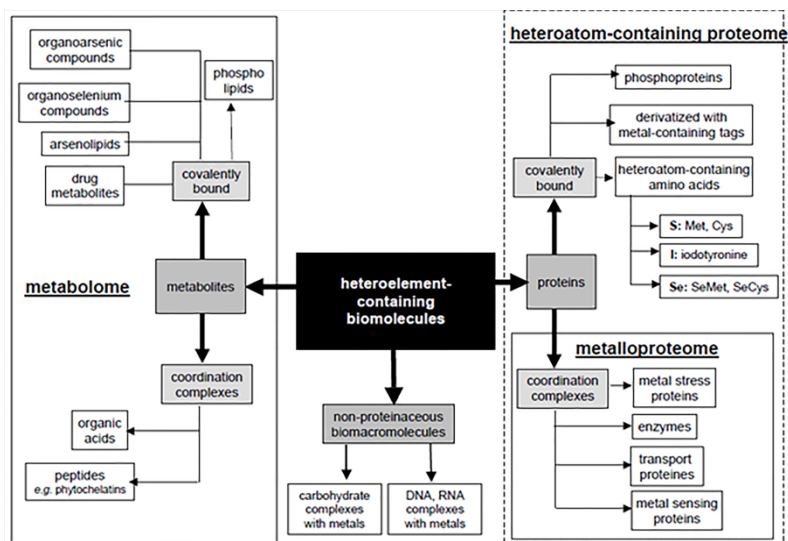 organoarsenic
compounds
organoselenium
compounds
arsenolipids
drug
metabolites
phospho
lipids
covalently
bound
metabolome
metabolites
coordination
complexes
organic
acids
peptides
e.g. phytochelatins
heteroelement-
containing
biomolecules
non-proteinaceous
biomacromolecules
carbohydrate
complexes
with metals
DNA, RNA
complexes
with metals
heteroatom-containing proteome
phosphoproteins
derivatized with
metal-containing tags
covalently
bound
heteroatom-containing
amino acids
S: Met, Cys
I: iodotyronine
Se: SeMet, SeCys
proteins
metalloproteome
coordination
complexes
metal stress
proteins
enzymes
transport
proteines
metal sensing
proteins